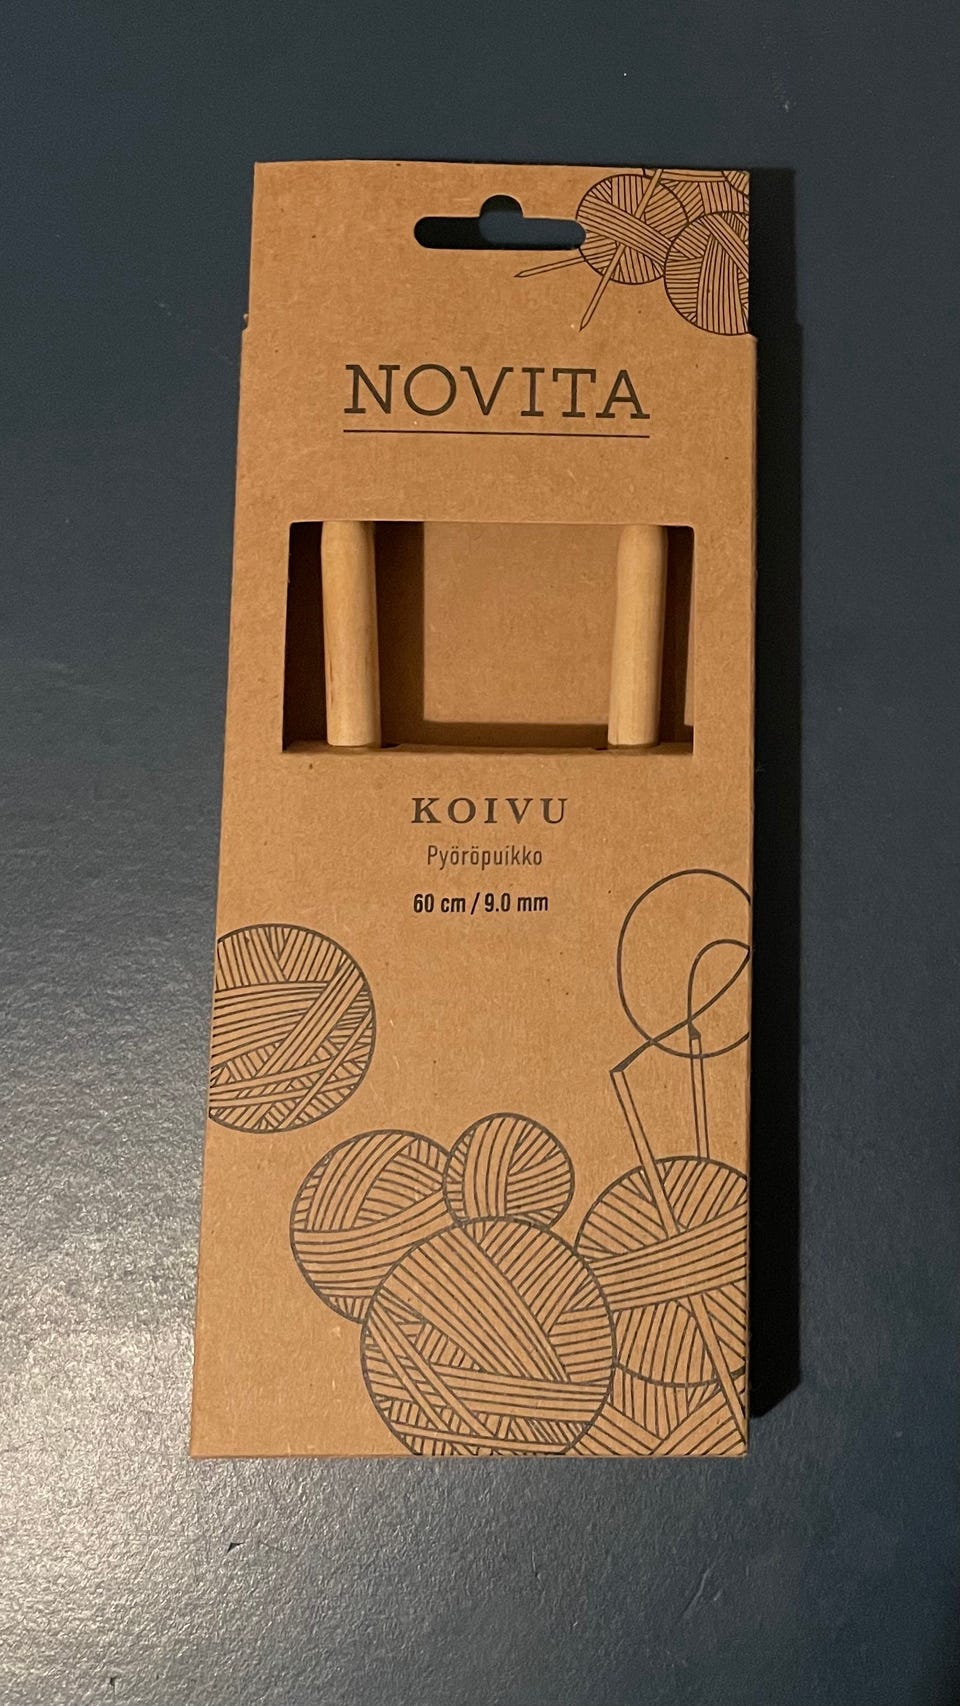 NOVITA
KOIVU
Pyöröpuikko
60 cm / 9.0 mm